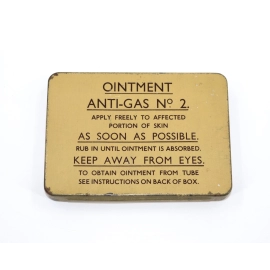 OINTMENT
ANTI-GAS Nº 2.
APPLY FREELY TO AFFECTED
PORTION OF SKIN
AS SOON AS POSSIBLE.
RUB IN UNTIL OINTMENT IS ABSORBED.
KEEP AWAY FROM EYES.
TO OBTAIN OINTMENT FROM TUBE
SEE INSTRUCTIONS ON BACK OF BOX.